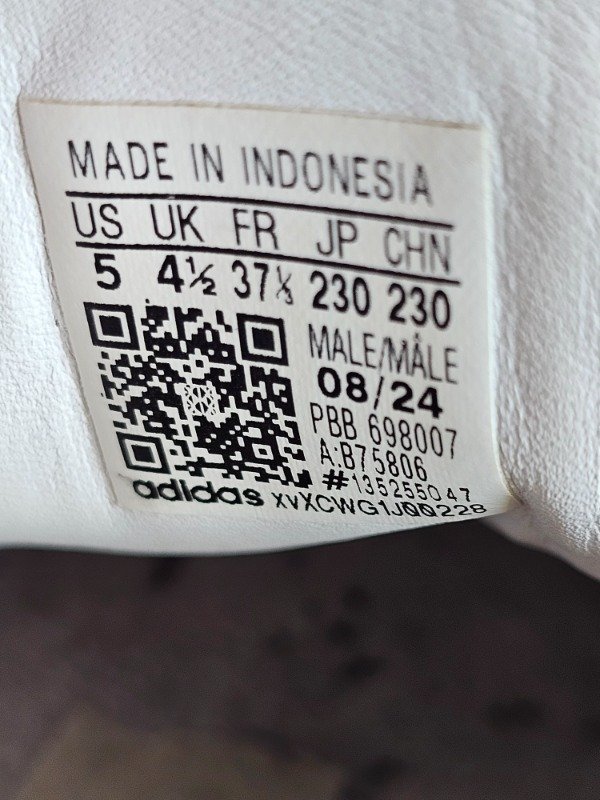 MADE IN INDONESIA
US UK FR JP CHN
5 4½ 37⅓ 230 230
MALE/MÂLE
08/24
PBB 698007
A:B75806
#135255047
adidas XVXCWG1J00228